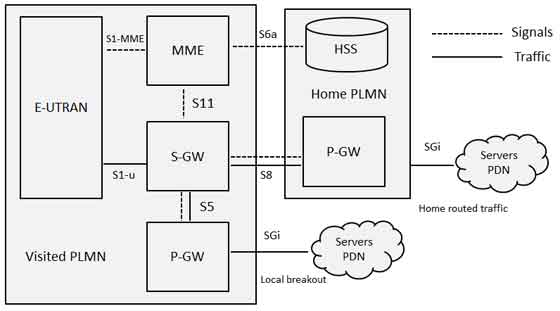 S1-MME
MME
S6a
HSS
Signals
Traffic
E-UTRAN
S11
Home PLMN
S-GW
P-GW
SGi
Servers
PDN
S1-u
S8
S5
Home routed traffic
Visited PLMN
P-GW
SGi
Servers
PDN
Local breakout